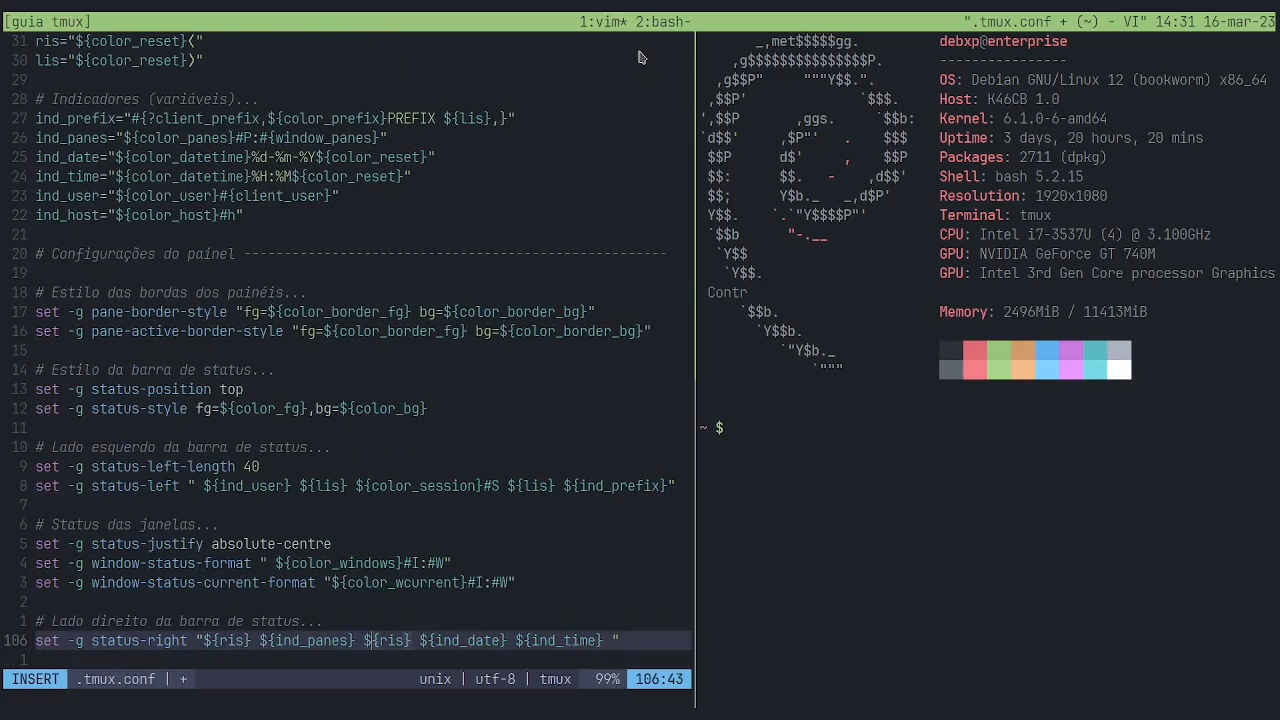 [guia tmux] 1:vim* 2:bash- ".tmux.conf + (~) - VI" 14:31 16-mar-23
31 ris="${color_reset}⟨"
30 lis="${color_reset}⟩"
29
28 # Indicadores (variáveis)...
27 ind_prefix="#{?client_prefix,${color_prefix}PREFIX ${lis},}"
26 ind_panes="${color_panes}#P:#{window_panes}"
25 ind_date="${color_datetime}%d-%m-%Y${color_reset}"
24 ind_time="${color_datetime}%H:%M${color_reset}"
23 ind_user="${color_user}#{client_user}"
22 ind_host="${color_host}#h"
21
20 # Configurações do painel -----------------------------------------------------
19
18 # Estilo das bordas dos painéis...
17 set -g pane-border-style "fg=${color_border_fg} bg=${color_border_bg}"
16 set -g pane-active-border-style "fg=${color_border_fg} bg=${color_border_bg}"
15
14 # Estilo da barra de status...
13 set -g status-position top
12 set -g status-style fg=${color_fg},bg=${color_bg}
11
10 # Lado esquerdo da barra de status...
9 set -g status-left-length 40
8 set -g status-left " ${ind_user} ${lis} ${color_session}#S ${lis} ${ind_prefix}"
7
6 # Status das janelas...
5 set -g status-justify absolute-centre
4 set -g window-status-format " ${color_windows}#I:#W"
3 set -g window-status-current-format "${color_wcurrent}#I:#W"
2
1 # Lado direito da barra de status...
106 set -g status-right "${ris} ${ind_panes} ${ris} ${ind_date} ${ind_time} "
1
INSERT .tmux.conf | + unix | utf-8 | tmux 99% 106:43
_,met$$$$$gg.
,g$$$$$$$$$$$$$$$P.
,g$$P"     """Y$$.".
,$$P'              `$$$.
',$$P       ,ggs.     `$$b:
`d$$'     ,$P"'   .    $$$
$$P      d$'     ,    $$P
$$:      $$.   -    ,d$$'
$$;      Y$b._   _,d$P'
Y$$.    `.`"Y$$$$P"'
`$$b      "-.__
`Y$$
`Y$$.
Contr
`$$b.
`Y$$b.
`"Y$b._
`"""
debxp@enterprise
----------------
OS: Debian GNU/Linux 12 (bookworm) x86_64
Host: K46CB 1.0
Kernel: 6.1.0-6-amd64
Uptime: 3 days, 20 hours, 20 mins
Packages: 2711 (dpkg)
Shell: bash 5.2.15
Resolution: 1920x1080
Terminal: tmux
CPU: Intel i7-3537U (4) @ 3.100GHz
GPU: NVIDIA GeForce GT 740M
GPU: Intel 3rd Gen Core processor Graphics
Memory: 2496MiB / 11413MiB
~ $